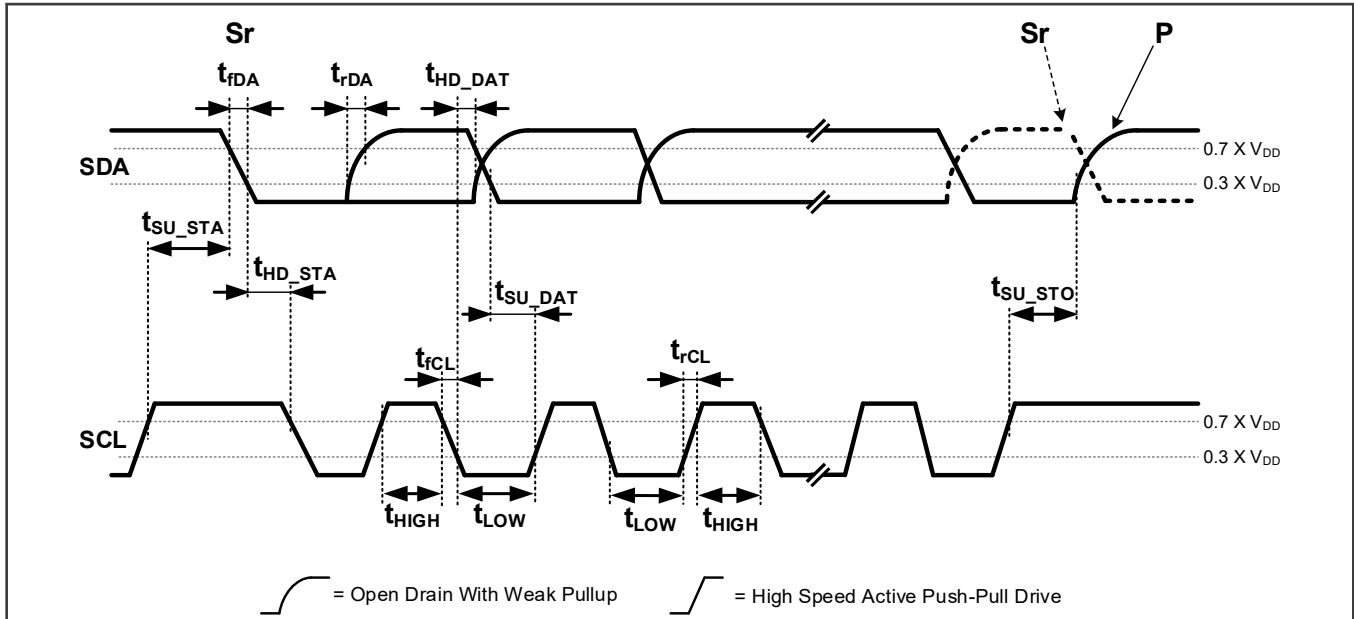 Sr
Sr
P
tfDA
trDA
tHD_DAT
0.7 X VDD
SDA
0.3 X VDD
tSU_STA
tHD_STA
tSU_DAT
tSU_STO
tfCL
trCL
0.7 X VDD
SCL
0.3 X VDD
tHIGH
tLOW
tLOW
tHIGH
= Open Drain With Weak Pullup
= High Speed Active Push-Pull Drive